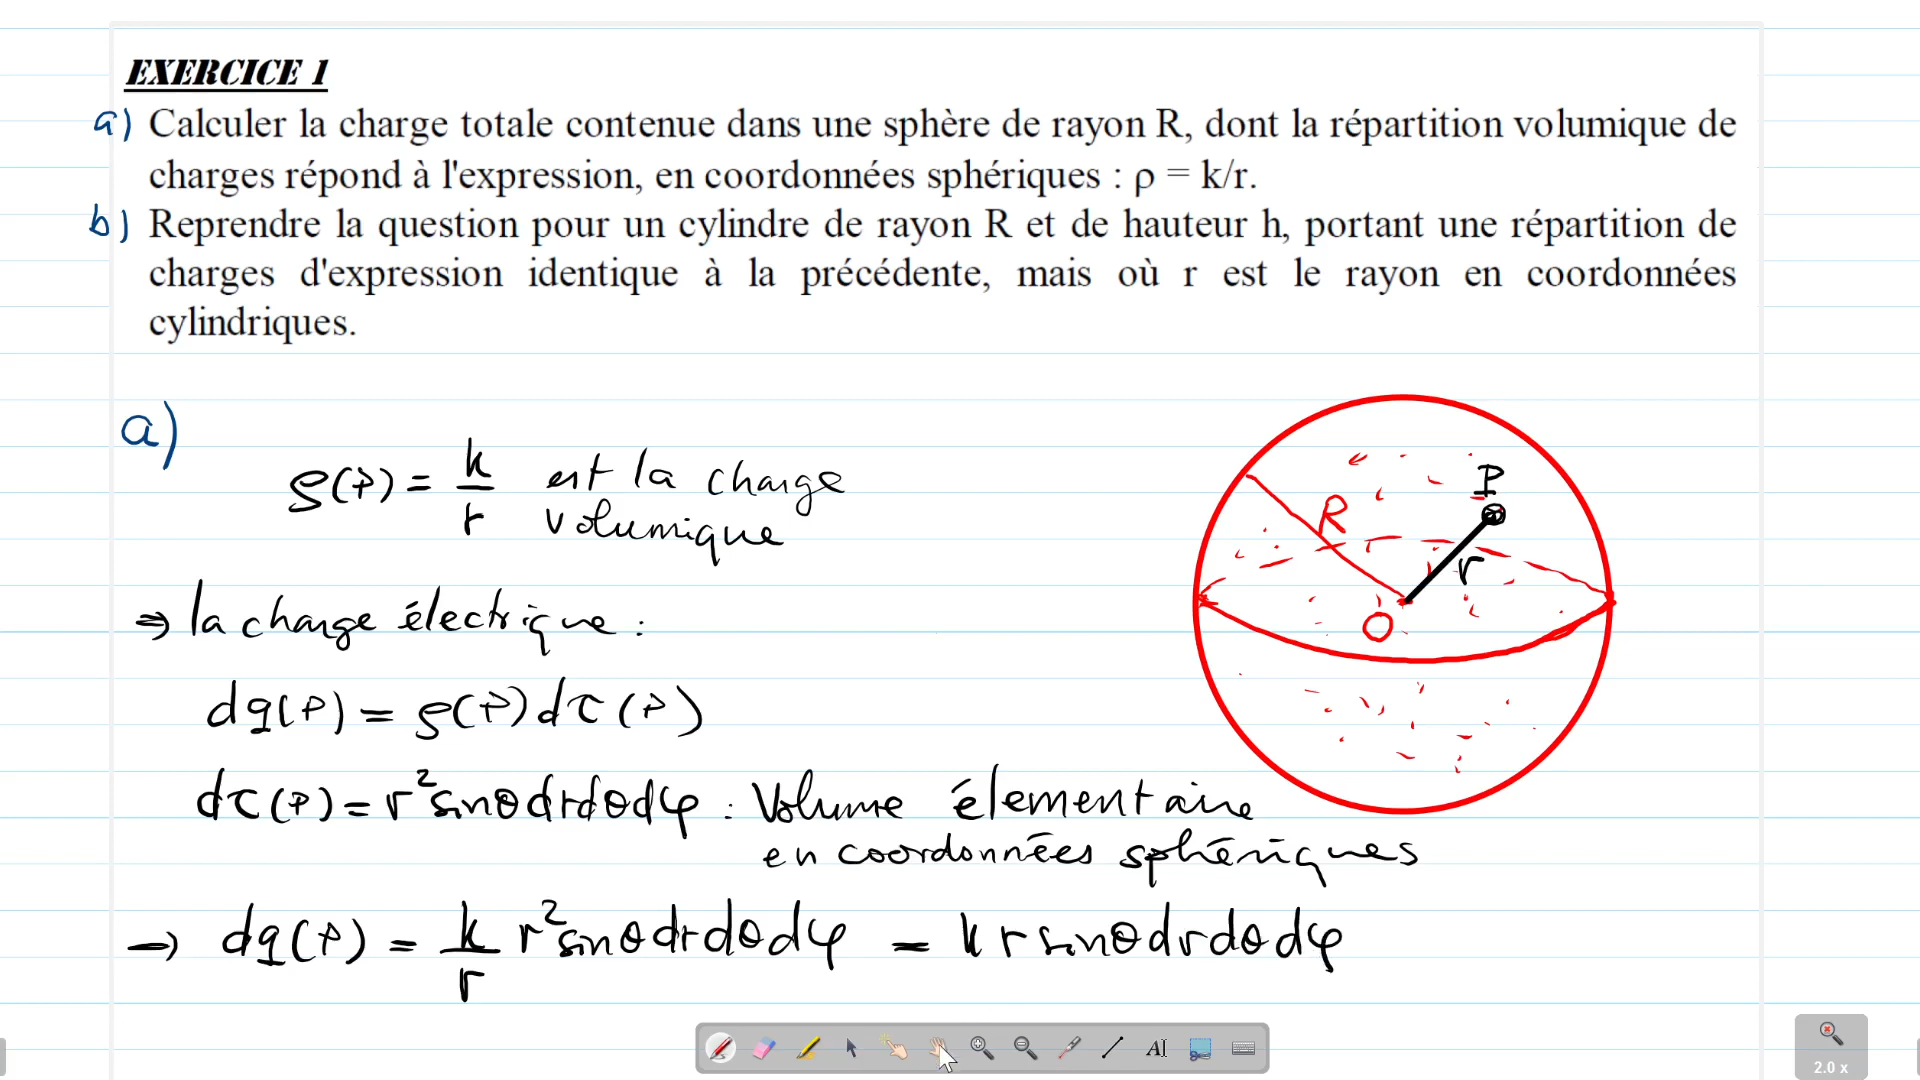 EXERCICE 1
a) Calculer la charge totale contenue dans une sphère de rayon R, dont la répartition volumique de
charges répond à l'expression, en coordonnées sphériques : ρ = k/r.
b) Reprendre la question pour un cylindre de rayon R et de hauteur h, portant une répartition de
charges d'expression identique à la précédente, mais où r est le rayon en coordonnées
cylindriques.
a)
ρ(P) = k/r est la charge
volumique
P
R
r
O
⇒ la charge électrique :
dq(P) = ρ(P) dτ(P)
dτ(P) = r² sinθ dr dθ dφ : Volume élementaire
en coordonnées sphériques
→ dq(P) = k/r r² sinθ dr dθ dφ = k r sinθ dr dθ dφ
AI
2.0 x